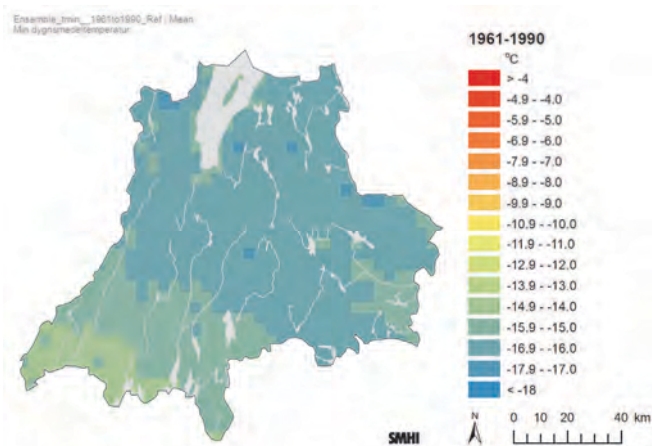 Ensemble_tmin__1961to1990_Ref : Mean
Min dygnsmedeltemperatur
1961-1990
°C
> -4
-4.9 - -4.0
-5.9 - -5.0
-6.9 - -6.0
-7.9 - -7.0
-8.9 - -8.0
-9.9 - -9.0
-10.9 - -10.0
-11.9 - -11.0
-12.9 - -12.0
-13.9 - -13.0
-14.9 - -14.0
-15.9 - -15.0
-16.9 - -16.0
-17.9 - -17.0
< -18
SMHI
N
0 10 20 40 km